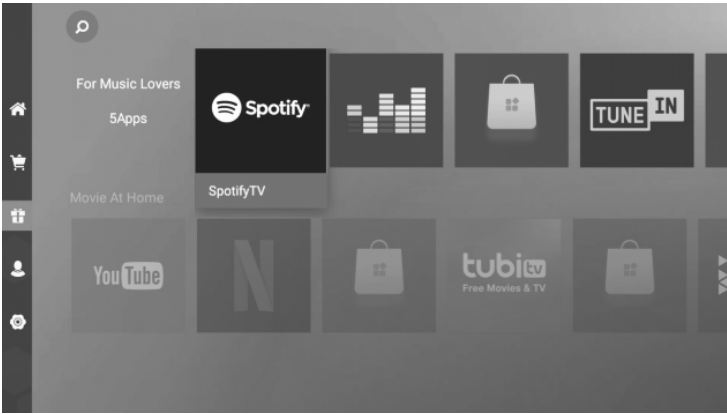 For Music Lovers
5Apps
Spotify
TUNE IN
SpotifyTV
Movie At Home
YouTube
N
tubi tv
Free Movies & TV